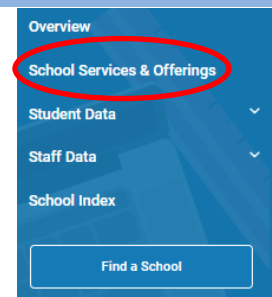 Overview
School Services & Offerings
Student Data
Staff Data
School Index
Find a School